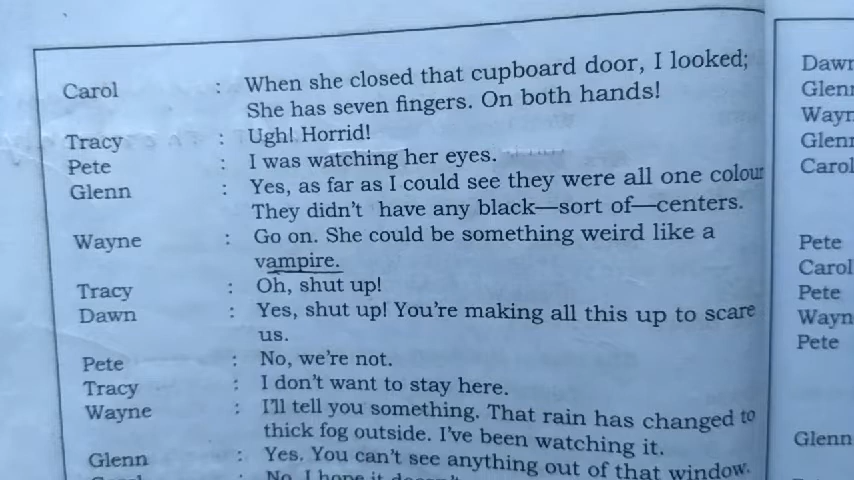 Carol : When she closed that cupboard door, I looked;
She has seven fingers. On both hands!
Tracy : Ugh! Horrid!
Pete : I was watching her eyes.
Glenn : Yes, as far as I could see they were all one colour
They didn't have any black—sort of—centers.
Wayne : Go on. She could be something weird like a
vampire.
Tracy : Oh, shut up!
Dawn : Yes, shut up! You're making all this up to scare
us.
Pete : No, we're not.
Tracy : I don't want to stay here.
Wayne : I'll tell you something. That rain has changed to
thick fog outside. I've been watching it.
Glenn : Yes. You can't see anything out of that window.
No, I hope it
Dawn
Glenn
Wayn
Glenn
Carol
Pete
Carol
Pete
Wayn
Pete
Glenn